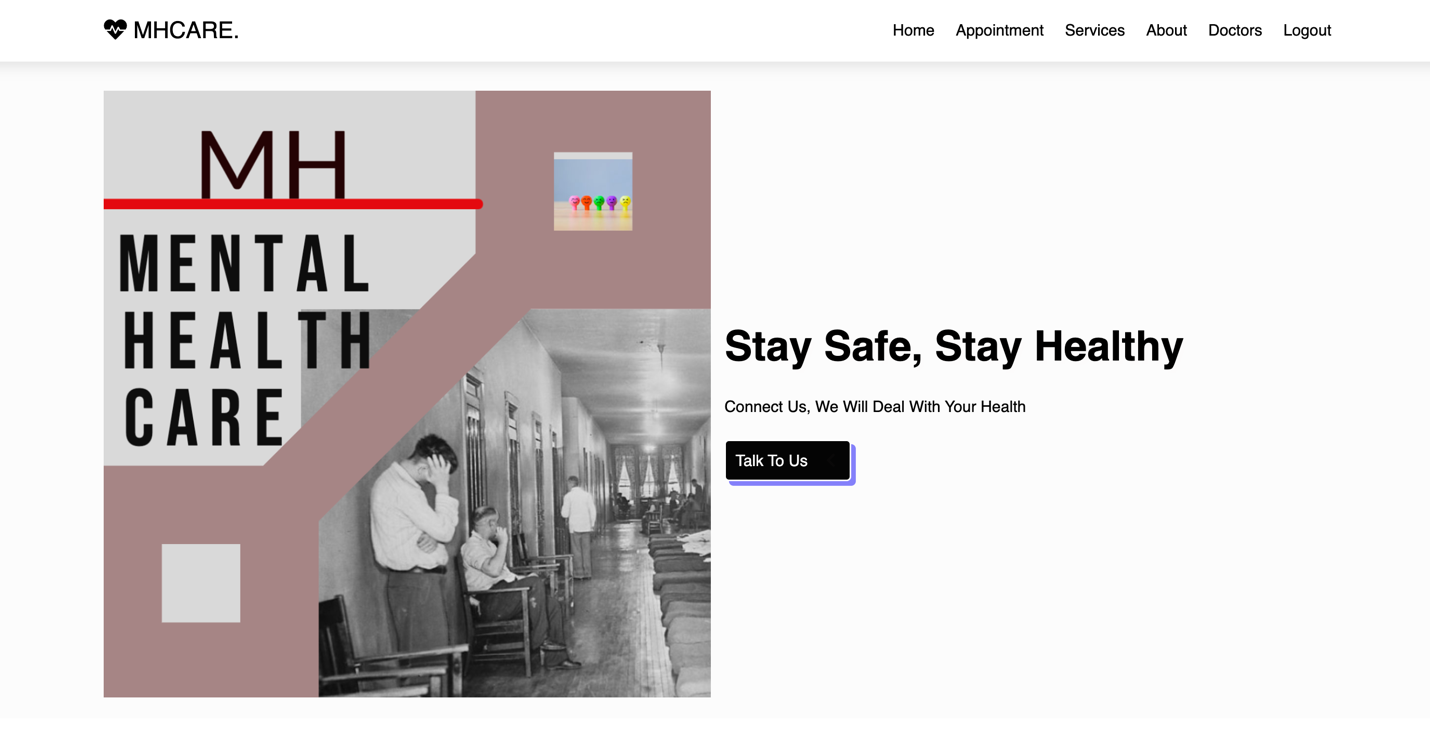 MHCARE.
Home Appointment Services About Doctors Logout
MH
MENTAL
HEALTH
CARE
Stay Safe, Stay Healthy
Connect Us, We Will Deal With Your Health
Talk To Us